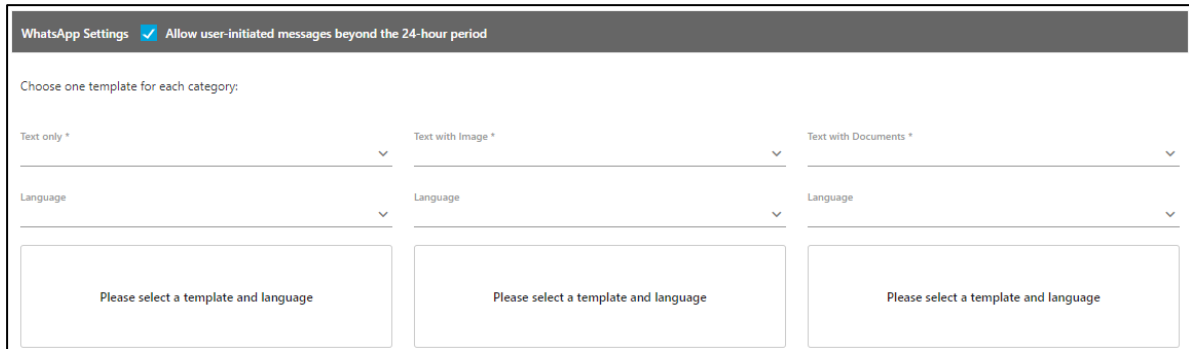 WhatsApp Settings Allow user-initiated messages beyond the 24-hour period
Choose one template for each category:
Text only * Text with Image * Text with Documents *
Language Language Language
Please select a template and language Please select a template and language Please select a template and language